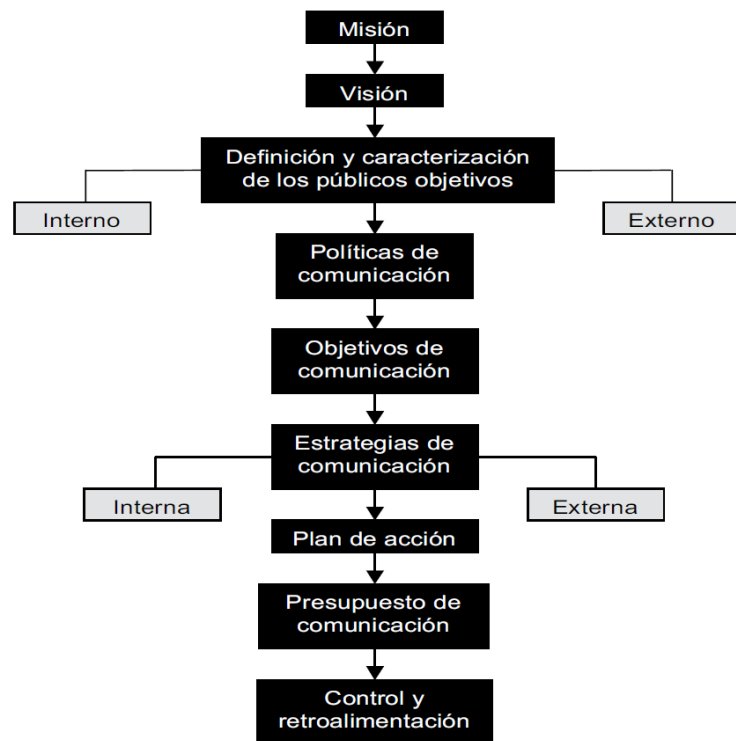 Misión
Visión
Definición y caracterización
de los públicos objetivos
Interno
Externo
Políticas de
comunicación
Objetivos de
comunicación
Estrategias de
comunicación
Interna
Externa
Plan de acción
Presupuesto de
comunicación
Control y
retroalimentación